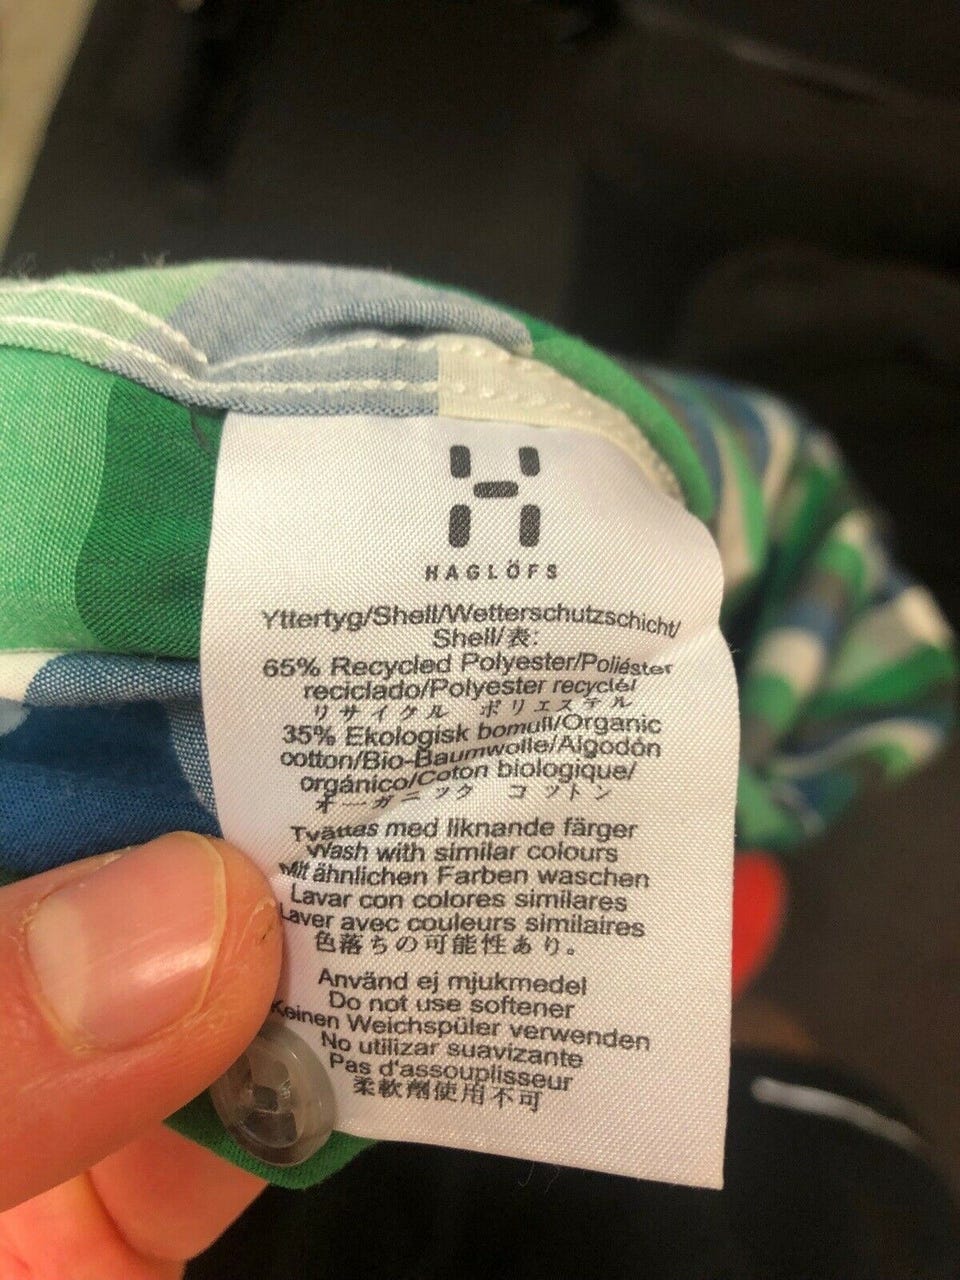 HAGLÖFS
Yttertyg/Shell/Wetterschutzschicht/
Shell/表:
65% Recycled Polyester/Poliéster
reciclado/Polyester recyclé/
リサイクル ポリエステル
35% Ekologisk bomull/Organic
cotton/Bio-Baumwolle/Algodón
orgánico/Coton biologique/
オーガニック コットン
Tvättas med liknande färger
Wash with similar colours
Mit ähnlichen Farben waschen
Lavar con colores similares
Laver avec couleurs similaires
色落ちの可能性あり。
Använd ej mjukmedel
Do not use softener
Keinen Weichspüler verwenden
No utilizar suavizante
Pas d'assouplisseur
柔軟剤使用不可